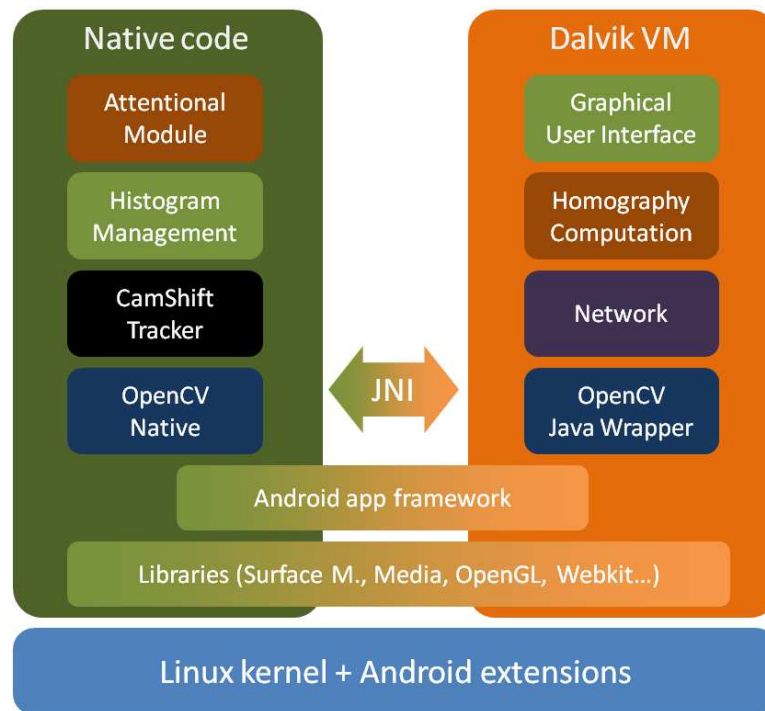 Native code
Attentional
Module
Histogram
Management
CamShift
Tracker
OpenCV
Native
JNI
Dalvik VM
Graphical
User Interface
Homography
Computation
Network
OpenCV
Java Wrapper
Android app framework
Libraries (Surface M., Media, OpenGL, Webkit…)
Linux kernel + Android extensions